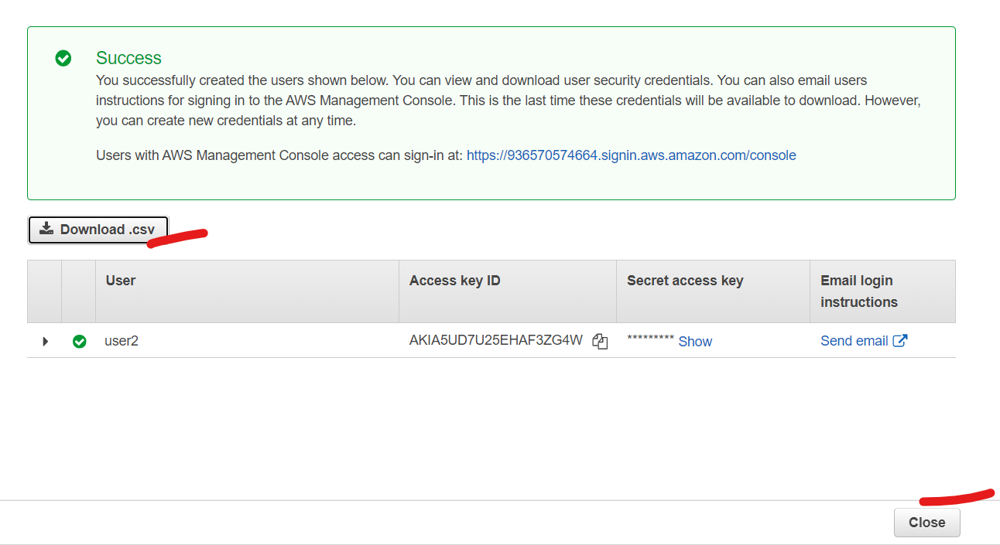 Success
You successfully created the users shown below. You can view and download user security credentials. You can also email users
instructions for signing in to the AWS Management Console. This is the last time these credentials will be available to download. However,
you can create new credentials at any time.
Users with AWS Management Console access can sign-in at: https://936570574664.signin.aws.amazon.com/console
Download .csv
User Access key ID Secret access key Email login
instructions
user2 AKIA5UD7U25EHAF3ZG4W ********* Show Send email
Close